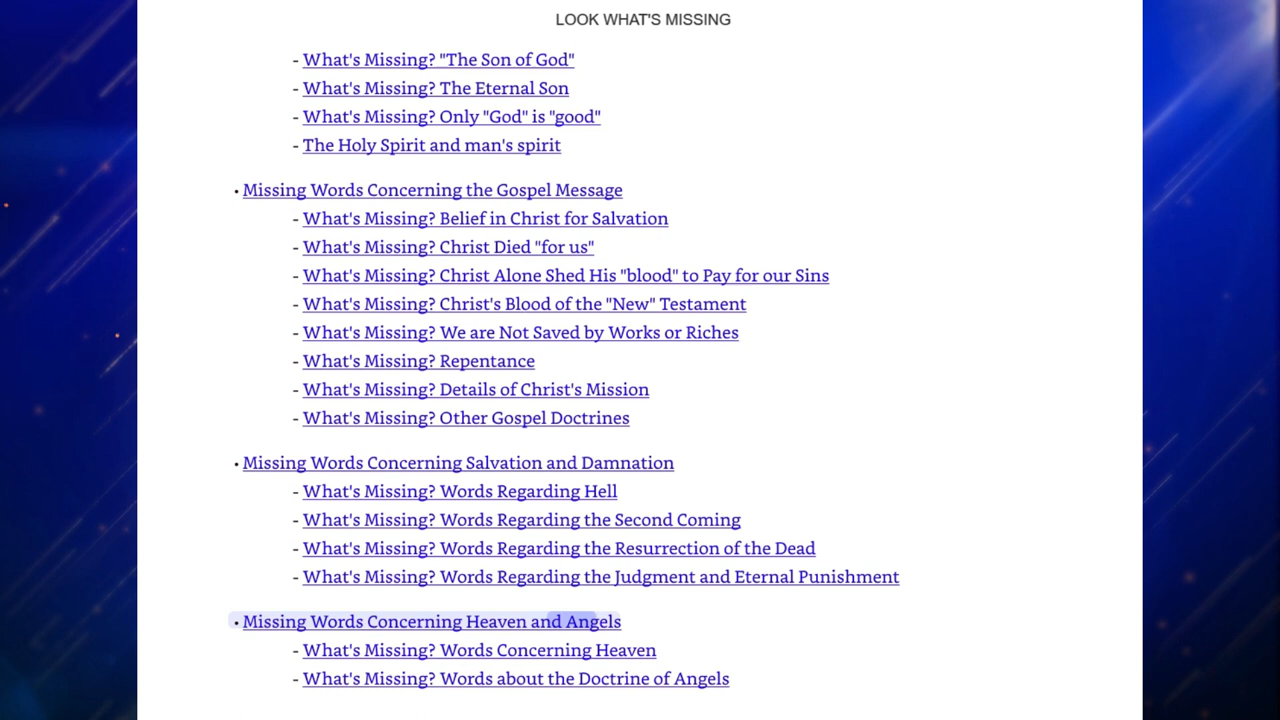 LOOK WHAT'S MISSING
- What's Missing? "The Son of God"
- What's Missing? The Eternal Son
- What's Missing? Only "God" is "good"
- The Holy Spirit and man's spirit
• Missing Words Concerning the Gospel Message
- What's Missing? Belief in Christ for Salvation
- What's Missing? Christ Died "for us"
- What's Missing? Christ Alone Shed His "blood" to Pay for our Sins
- What's Missing? Christ's Blood of the "New" Testament
- What's Missing? We are Not Saved by Works or Riches
- What's Missing? Repentance
- What's Missing? Details of Christ's Mission
- What's Missing? Other Gospel Doctrines
• Missing Words Concerning Salvation and Damnation
- What's Missing? Words Regarding Hell
- What's Missing? Words Regarding the Second Coming
- What's Missing? Words Regarding the Resurrection of the Dead
- What's Missing? Words Regarding the Judgment and Eternal Punishment
• Missing Words Concerning Heaven and Angels
- What's Missing? Words Concerning Heaven
- What's Missing? Words about the Doctrine of Angels